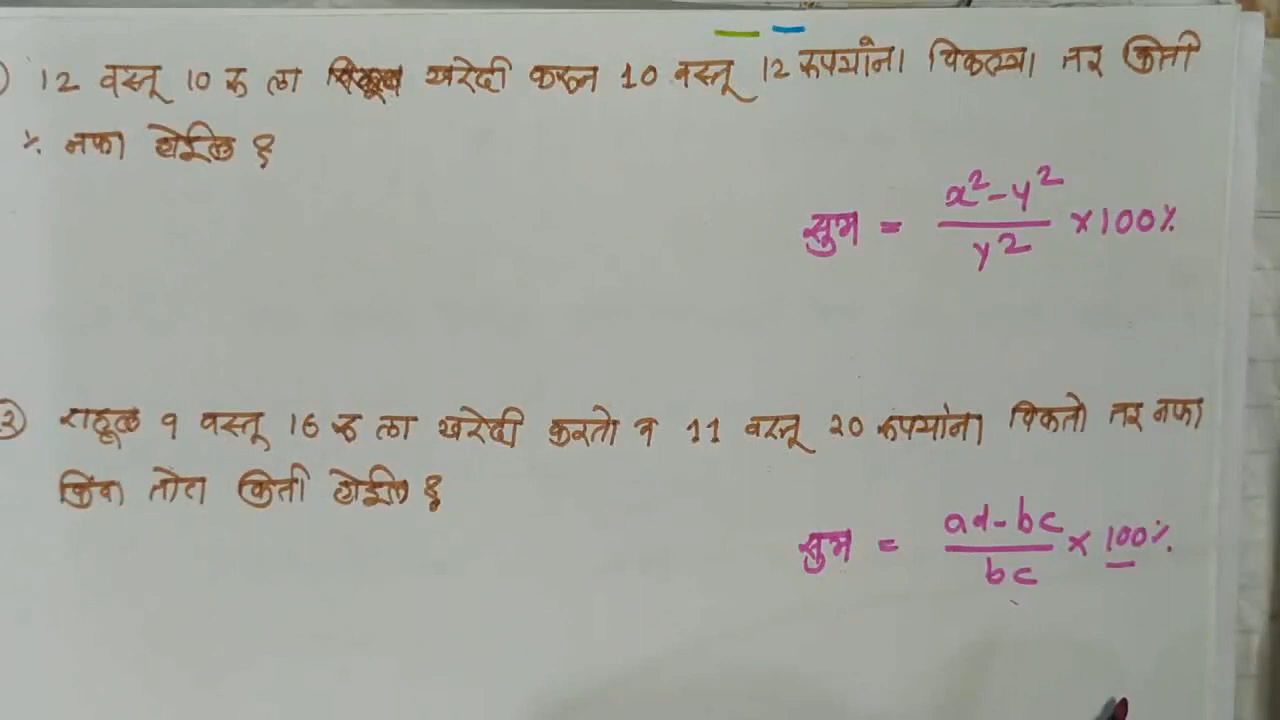 12 वस्तू 10 रु ला खरेदी करुन 10 वस्तू 12 रुपयांना विकल्या तर किती
% नफा होईल ?
सुत्र = x²-y² / y² ×100%
राहूल 9 वस्तू 16 रु ला खरेदी करतो व 11 वस्तू 20 रुपयांना विकतो तर नफा
किंवा तोटा किती होईल ?
सुत्र = ad-bc / bc × 100%